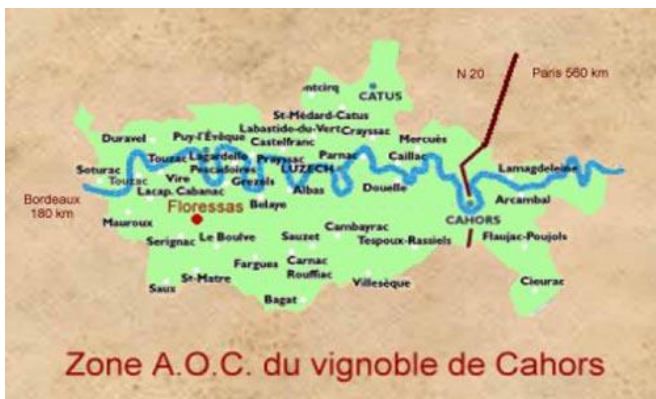 N 20
Paris 560 km
CATUS
St-Médard-Catus
Labastide-du-Vert
Crayssac
Mercuès
Duravel
Puy-l'Évêque
Castelfranc
Touzac
Lagardelle
Prayssac
Parnac
Caillac
Soturac
Pescadoires
LUZECH
Lamagdeleine
Touzac
Vire
Grezels
Albas
Douelle
Bordeaux
180 km
Lacap. Cabanac
Belaye
Arcambal
Floressas
CAHORS
Mauroux
Cambayrac
Serignac
Le Boulve
Sauzet
Tespoux-Rassiels
Flaujac-Poujols
Fargues
Carnac
Rouffiac
St-Matre
Villesèque
Cieurac
Saux
Bagat
Zone A.O.C. du vignoble de Cahors